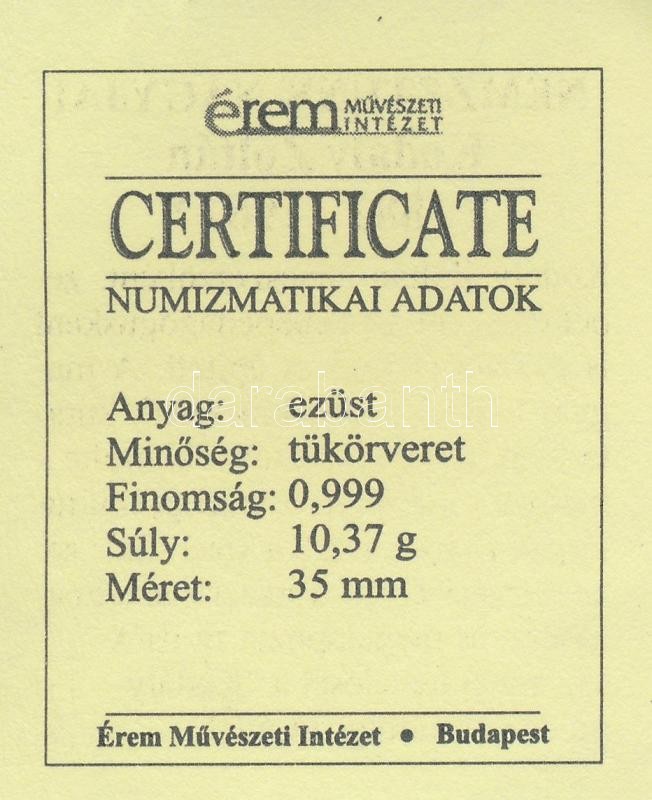 érem MŰVÉSZETI
INTÉZET
CERTIFICATE
NUMIZMATIKAI ADATOK
darabanth
Anyag: ezüst
Minőség: tükörveret
Finomság: 0,999
Súly: 10,37 g
Méret: 35 mm
Érem Művészeti Intézet • Budapest